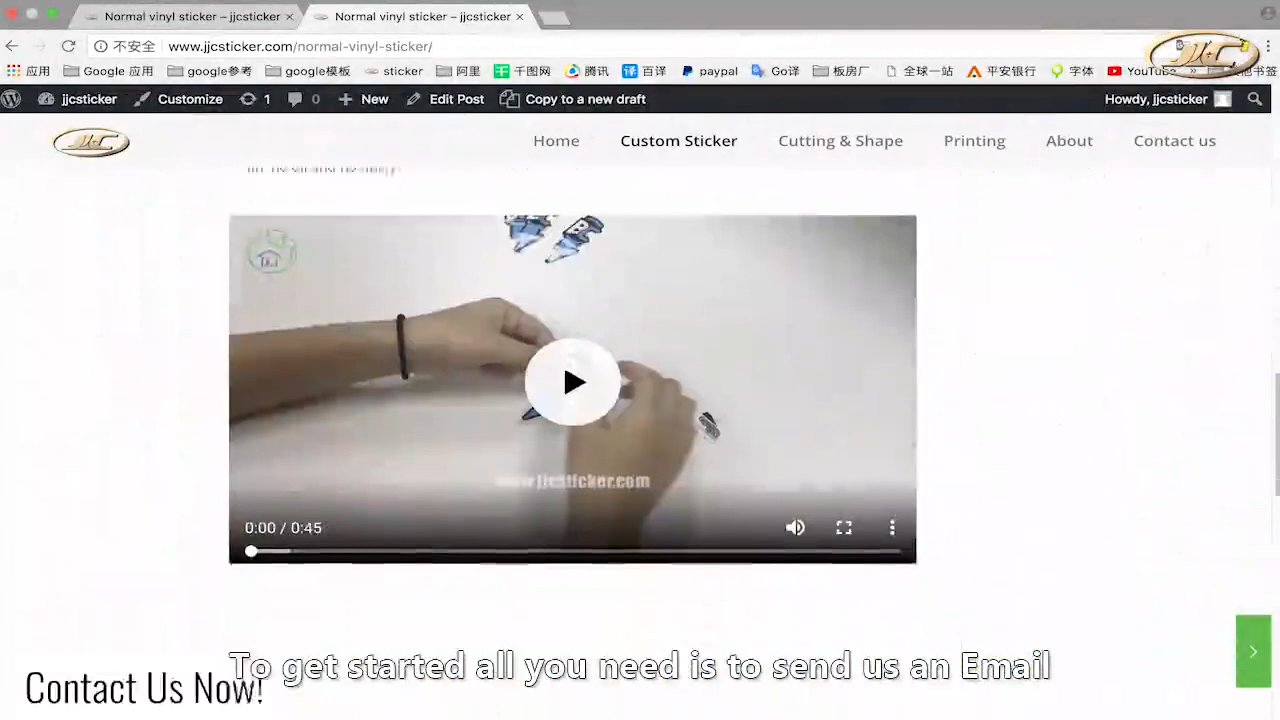 Normal vinyl sticker – jjcsticker
Normal vinyl sticker – jjcsticker
不安全 www.jjcsticker.com/normal-vinyl-sticker/
应用 Google 应用 google参考 google模板 sticker 阿里 千图网 腾讯 百译 paypal Go译 板房厂 全球一站 平安银行 字体 YouTube » 书签
jjcsticker Customize 1 0 New Edit Post Copy to a new draft Howdy, jjcsticker
Home Custom Sticker Cutting & Shape Printing About Contact us
www.jjcsticker.com
0:00 / 0:45
To get started all you need is to send us an Email
Contact Us Now!